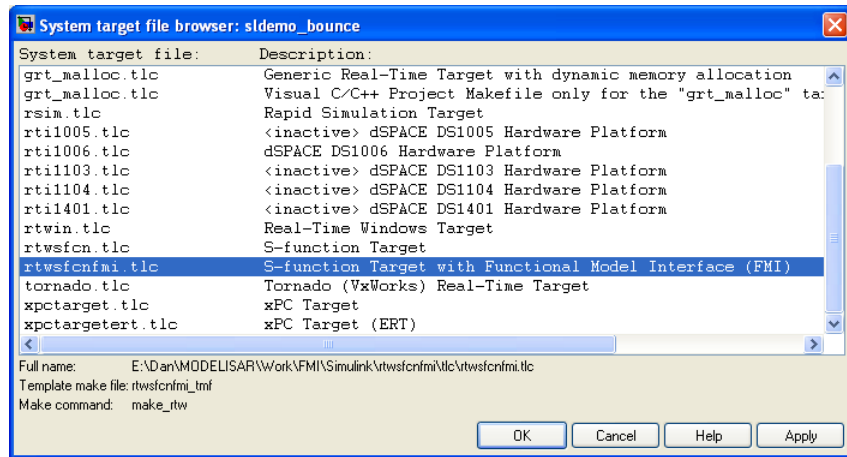 System target file browser: sldemo_bounce
System target file: Description:
grt_malloc.tlc Generic Real-Time Target with dynamic memory allocation
grt_malloc.tlc Visual C/C++ Project Makefile only for the "grt_malloc" ta
rsim.tlc Rapid Simulation Target
rti1005.tlc <inactive> dSPACE DS1005 Hardware Platform
rti1006.tlc dSPACE DS1006 Hardware Platform
rti1103.tlc <inactive> dSPACE DS1103 Hardware Platform
rti1104.tlc <inactive> dSPACE DS1104 Hardware Platform
rti1401.tlc <inactive> dSPACE DS1401 Hardware Platform
rtwin.tlc Real-Time Windows Target
rtwsfcn.tlc S-function Target
rtwsfcnfmi.tlc S-function Target with Functional Model Interface (FMI)
tornado.tlc Tornado (VxWorks) Real-Time Target
xpctarget.tlc xPC Target
xpctargetert.tlc xPC Target (ERT)
Full name: E:\Dan\MODELISAR\Work\FMI\Simulink\rtwsfcnfmi\tlc\rtwsfcnfmi.tlc
Template make file: rtwsfcnfmi_tmf
Make command: make_rtw
OK Cancel Help Apply